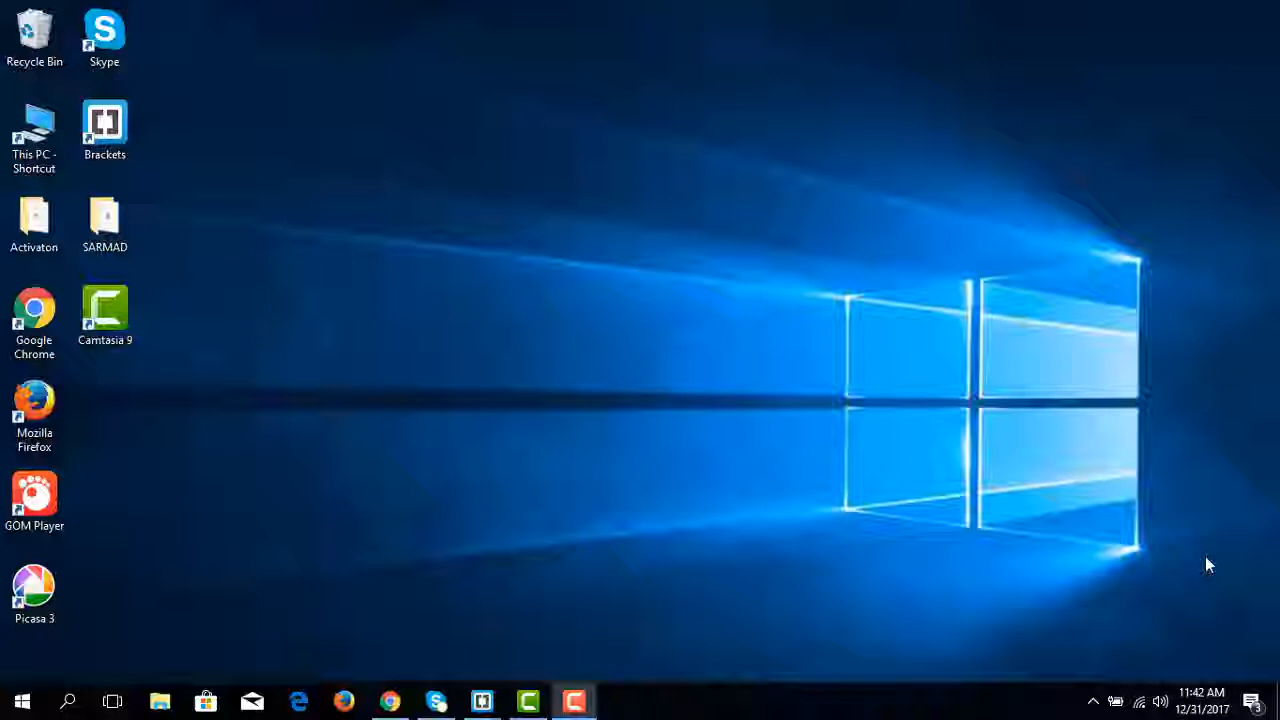 Recycle Bin
Skype
This PC -
Shortcut
Brackets
Activaton
SARMAD
Google
Chrome
Camtasia 9
Mozilla
Firefox
GOM Player
Picasa 3
11:42 AM
12/31/2017
3